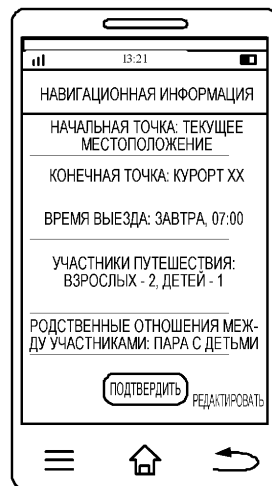 13:21
НАВИГАЦИОННАЯ ИНФОРМАЦИЯ
НАЧАЛЬНАЯ ТОЧКА: ТЕКУЩЕЕ
МЕСТОПОЛОЖЕНИЕ
КОНЕЧНАЯ ТОЧКА: КУРОРТ XX
ВРЕМЯ ВЫЕЗДА: ЗАВТРА, 07:00
УЧАСТНИКИ ПУТЕШЕСТВИЯ:
ВЗРОСЛЫХ - 2, ДЕТЕЙ - 1
РОДСТВЕННЫЕ ОТНОШЕНИЯ МЕЖ-
ДУ УЧАСТНИКАМИ: ПАРА С ДЕТЬМИ
ПОДТВЕРДИТЬ
РЕДАКТИРОВАТЬ